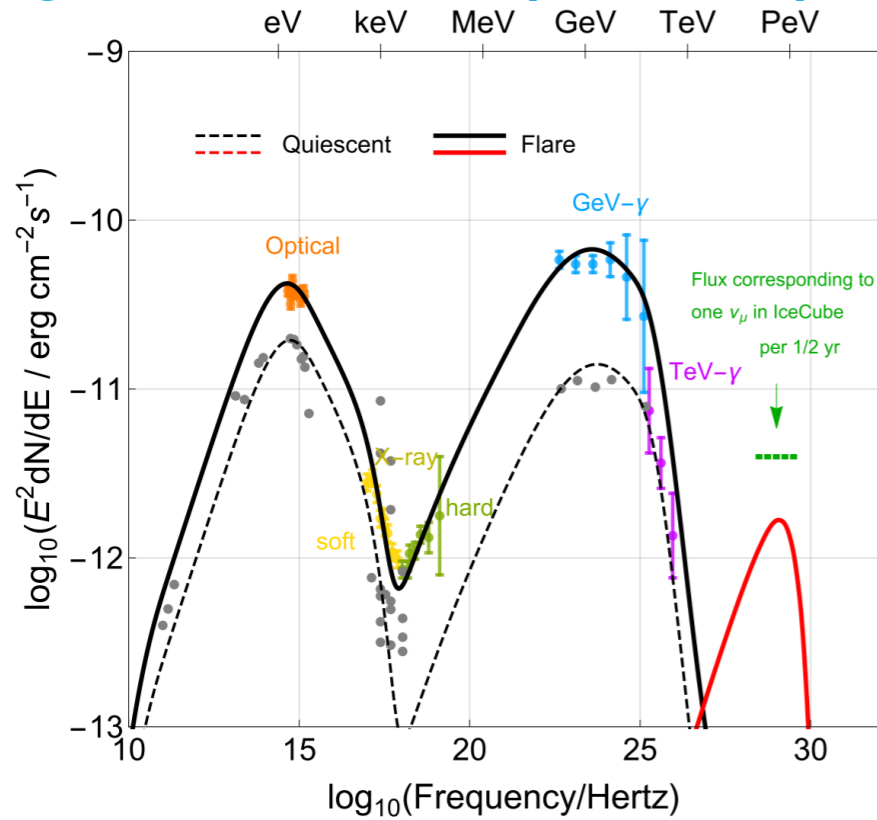 eV keV MeV GeV TeV PeV
-9
Quiescent Flare
-10
GeV-γ
Optical
Flux corresponding to
one νμ in IceCube
per 1/2 yr
-11
TeV-γ
X-ray
hard
soft
-12
-13
10 15 20 25 30
log₁₀(E²dN/dE / erg cm⁻²s⁻¹)
log₁₀(Frequency/Hertz)